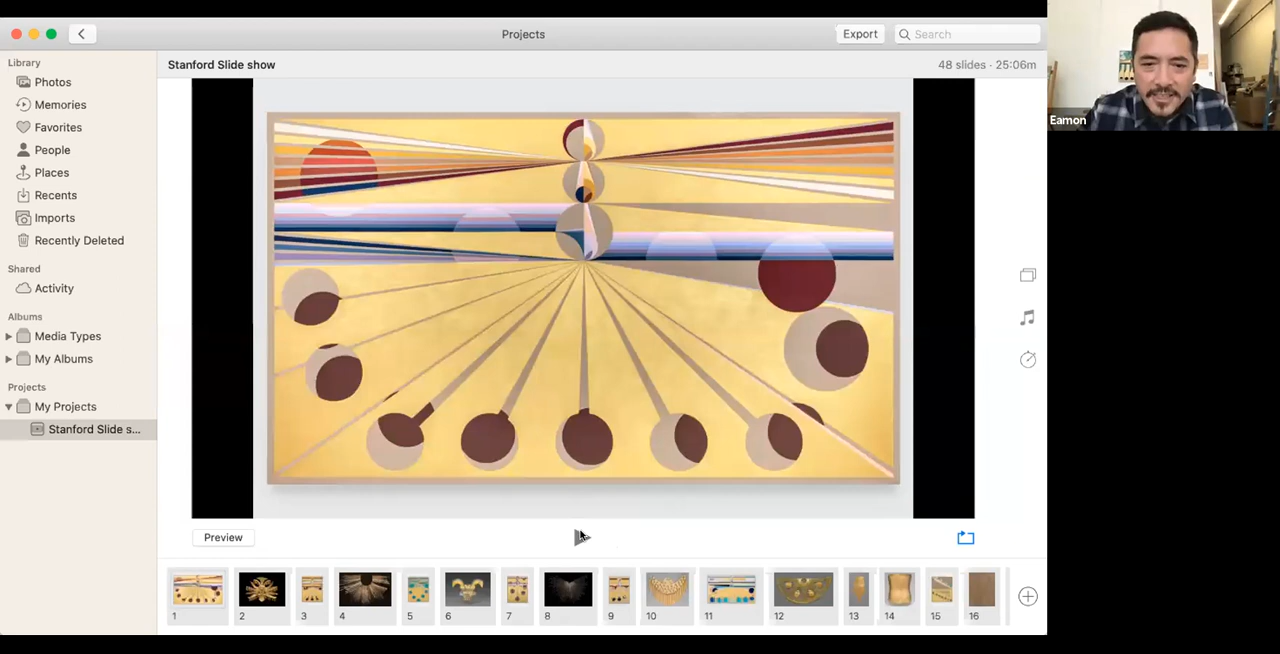 Projects
Export
Search
Library
Photos
Memories
Favorites
People
Places
Recents
Imports
Recently Deleted
Shared
Activity
Albums
Media Types
My Albums
Projects
My Projects
Stanford Slide s...
Stanford Slide show
48 slides · 25:06m
Eamon
Preview
1 2 3 4 5 6 7 8 9 10 11 12 13 14 15 16